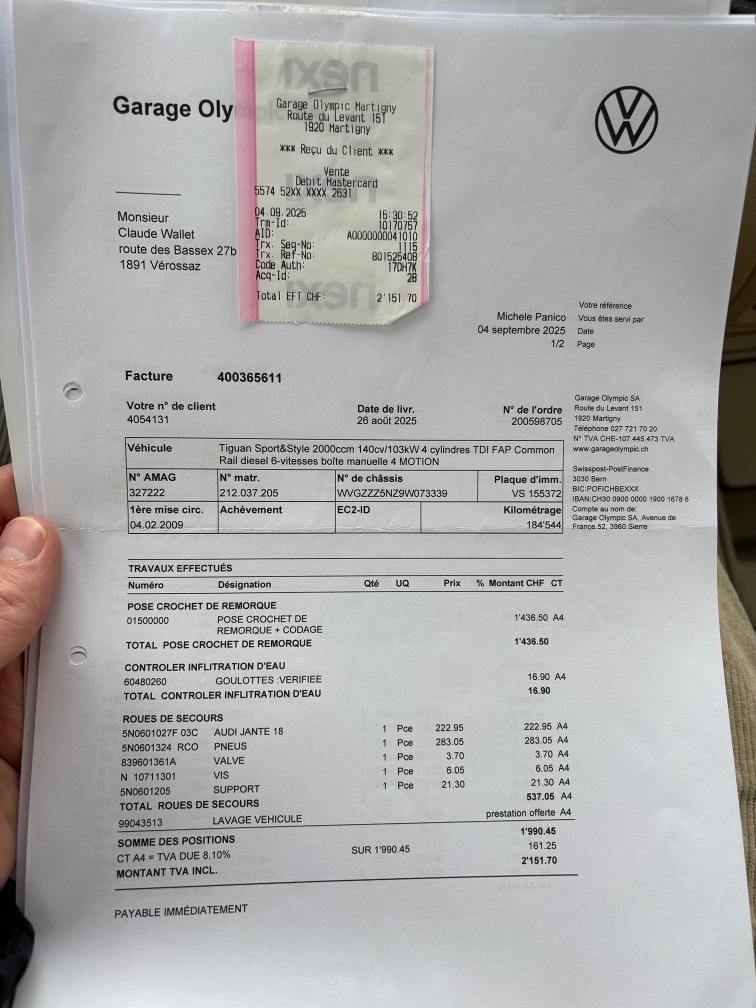 nexi
Garage Oly
Garage Olympic Martigny
Route du Levant 151
1920 Martigny
*** Reçu du Client ***
Vente
Debit Mastercard
5574 52XX XXXX 2631
04.09.2025 15:30:52
Trm-Id: 10170757
AID: A0000000041010
Trx. Seq-No: 1115
Trx. Ref-No: 80152540B
Code Auth: 17DH7K
Acq-Id: 28
Total EFT CHF: 2'151.70
Monsieur
Claude Wallet
route des Bassex 27b
1891 Vérossaz
Votre référence
Michele Panico Vous êtes servi par
04 septembre 2025 Date
1/2 Page
Facture 400365611
Votre n° de client Date de livr. N° de l'ordre
4054131 26 août 2025 200598705
Garage Olympic SA
Route du Levant 151
1920 Martigny
Téléphone 027 721 70 20
N° TVA CHE-107.445.473 TVA
www.garageolympic.ch
Swisspost-PostFinance
3030 Bern
BIC:POFICHBEXXX
IBAN:CH30 0900 0000 1900 1678 6
Compte au nom de:
Garage Olympic SA, Avenue de
France 52, 3960 Sierre
Véhicule Tiguan Sport&Style 2000ccm 140cv/103kW 4 cylindres TDI FAP Common
Rail diesel 6-vitesses boîte manuelle 4 MOTION
N° AMAG N° matr. N° de châssis Plaque d'imm.
327222 212.037.205 WVGZZZ5NZ9W073339 VS 155372
1ère mise circ. Achèvement EC2-ID Kilométrage
04.02.2009 184'544
TRAVAUX EFFECTUÉS
Numéro Désignation Qté UQ Prix % Montant CHF CT
POSE CROCHET DE REMORQUE
01500000 POSE CROCHET DE 1'436.50 A4
REMORQUE + CODAGE
TOTAL POSE CROCHET DE REMORQUE 1'436.50
CONTROLER INFLITRATION D'EAU
60480260 GOULOTTES :VERIFIEE 16.90 A4
TOTAL CONTROLER INFLITRATION D'EAU 16.90
ROUES DE SECOURS
5N0601027F 03C AUDI JANTE 18 1 Pce 222.95 222.95 A4
5N0601324 RCO PNEUS 1 Pce 283.05 283.05 A4
839601361A VALVE 1 Pce 3.70 3.70 A4
N 10711301 VIS 1 Pce 6.05 6.05 A4
5N0601205 SUPPORT 1 Pce 21.30 21.30 A4
TOTAL ROUES DE SECOURS 537.05 A4
99043513 LAVAGE VEHICULE prestation offerte A4
SOMME DES POSITIONS 1'990.45
CT A4 = TVA DUE 8.10% SUR 1'990.45 161.25
MONTANT TVA INCL. 2'151.70
PAYABLE IMMÉDIATEMENT